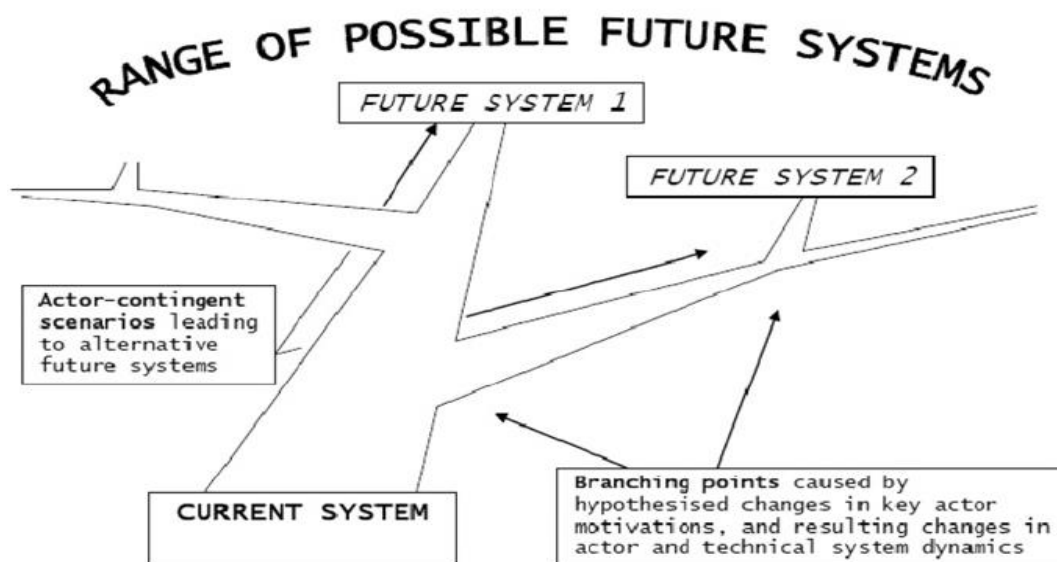 RANGE OF POSSIBLE FUTURE SYSTEMS
FUTURE SYSTEM 1
FUTURE SYSTEM 2
Actor-contingent
scenarios leading
to alternative
future systems
CURRENT SYSTEM
Branching points caused by
hypothesised changes in key actor
motivations, and resulting changes in
actor and technical system dynamics